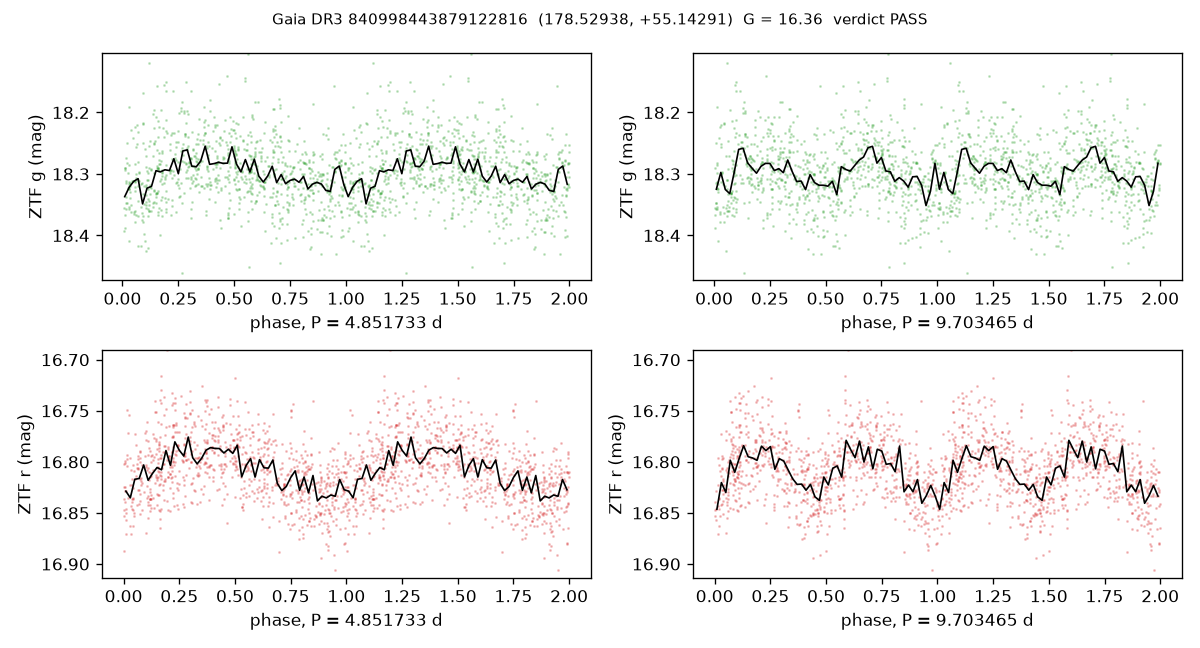 Gaia DR3 840998443879122816 (178.52938, +55.14291) G = 16.36 verdict PASS
ZTF g (mag)
18.2
18.3
18.4
0.00 0.25 0.50 0.75 1.00 1.25 1.50 1.75 2.00
phase, P = 4.851733 d
ZTF g (mag)
18.2
18.3
18.4
0.00 0.25 0.50 0.75 1.00 1.25 1.50 1.75 2.00
phase, P = 9.703465 d
ZTF r (mag)
16.70
16.75
16.80
16.85
16.90
0.00 0.25 0.50 0.75 1.00 1.25 1.50 1.75 2.00
phase, P = 4.851733 d
ZTF r (mag)
16.70
16.75
16.80
16.85
16.90
0.00 0.25 0.50 0.75 1.00 1.25 1.50 1.75 2.00
phase, P = 9.703465 d